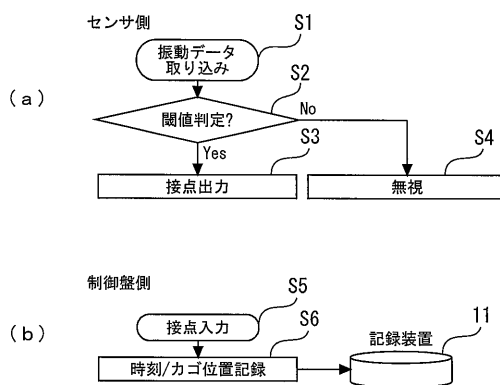 センサ側
S1
振動データ
取り込み
S2
(a)
閾値判定?
No
Yes
S3
S4
接点出力
無視
制御盤側
S5
(b)
接点入力
S6
記録装置
11
時刻/カゴ位置記録